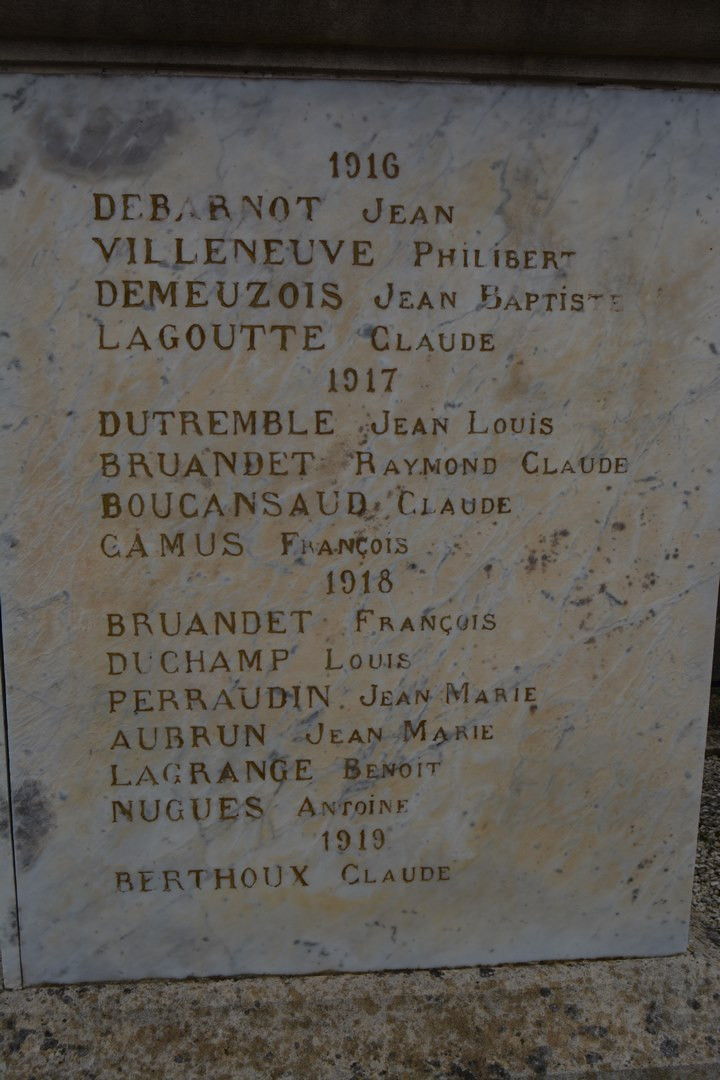 1916
DEBARNOT JEAN
VILLENEUVE PHILIBERT
DEMEUZOIS JEAN BAPTISTE
LAGOUTTE CLAUDE
1917
DUTREMBLE JEAN LOUIS
BRUANDET RAYMOND CLAUDE
BOUCANSAUD CLAUDE
CAMUS FRANÇOIS
1918
BRUANDET FRANÇOIS
DUCHAMP LOUIS
PERRAUDIN JEAN MARIE
AUBRUN JEAN MARIE
LAGRANGE BENOIT
NUGUES ANTOINE
1919
BERTHOUX CLAUDE